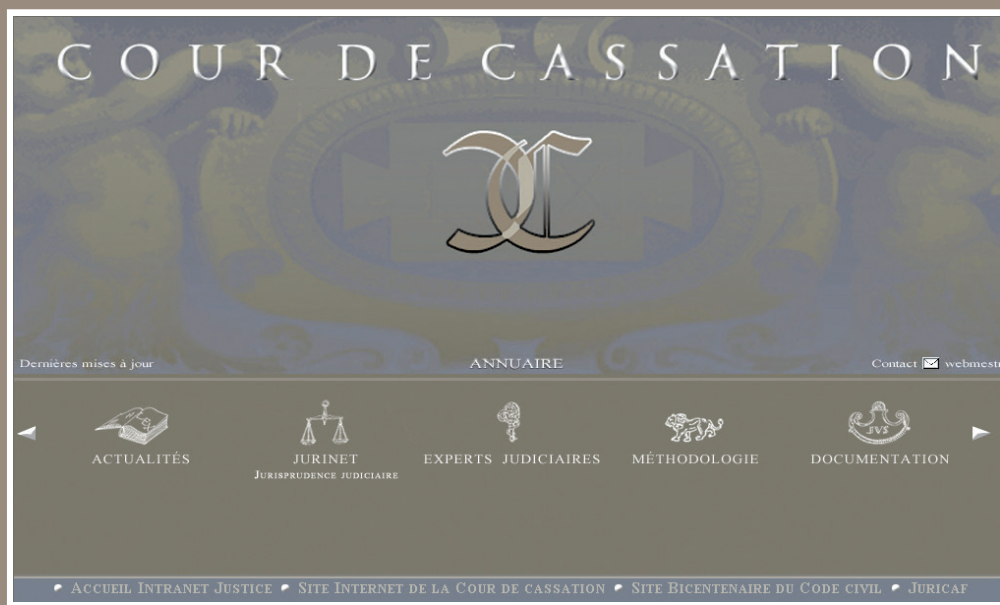 COUR DE CASSATION
Dernières mises à jour ANNUAIRE Contact
ACTUALITÉS JURINET EXPERTS JUDICIAIRES MÉTHODOLOGIE DOCUMENTATION
JURISPRUDENCE JUDICIAIRE
ACCUEIL INTRANET JUSTICE SITE INTERNET DE LA COUR DE CASSATION SITE BICENTENAIRE DU CODE CIVIL JURICAF